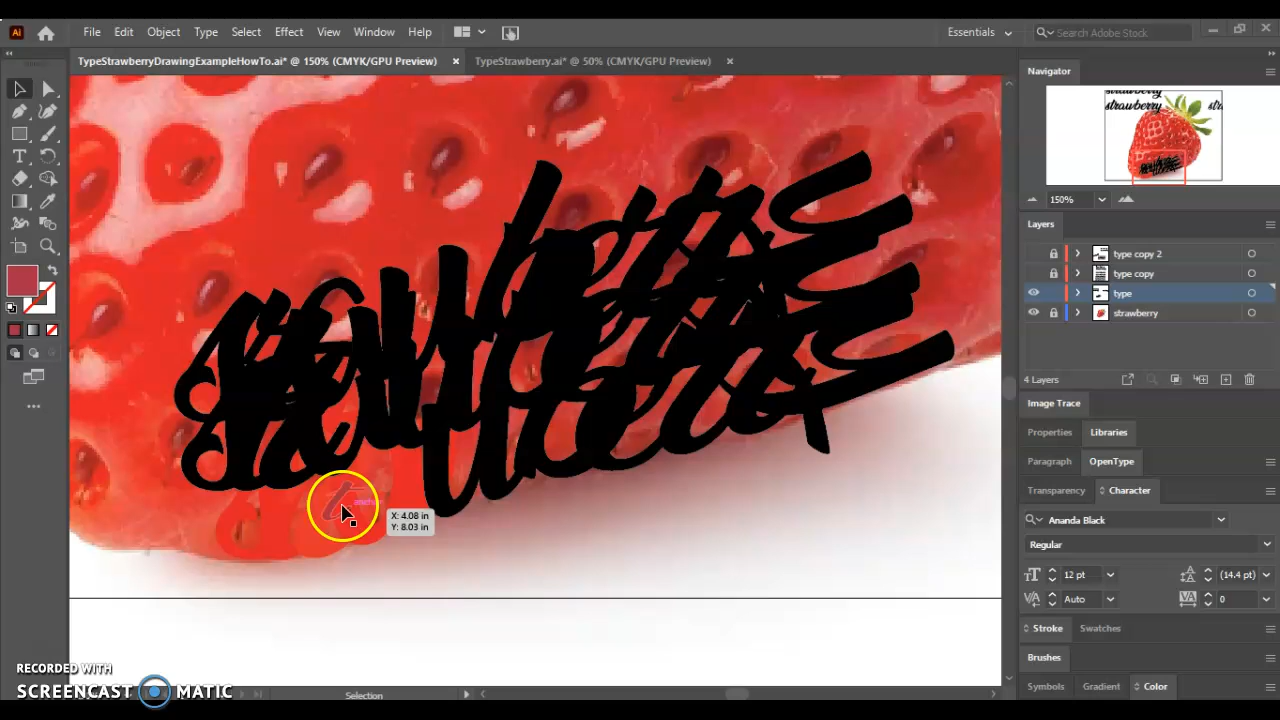 File Edit Object Type Select Effect View Window Help Essentials Search Adobe Stock
TypeStrawberryDrawingExampleHowTo.ai* @ 150% (CMYK/GPU Preview) × TypeStrawberry.ai* @ 50% (CMYK/GPU Preview) ×
Navigator
strawberry
strawberry
150%
Layers
type copy 2
type copy
type
strawberry
4 Layers
Image Trace
Properties Libraries
Paragraph OpenType
Transparency Character
Ananda Black
Regular
12 pt (14.4 pt)
Auto 0
Stroke Swatches
Brushes
Symbols Gradient Color
X: 4.08 in
Y: 8.03 in
Selection
RECORDED WITH
SCREENCAST MATIC